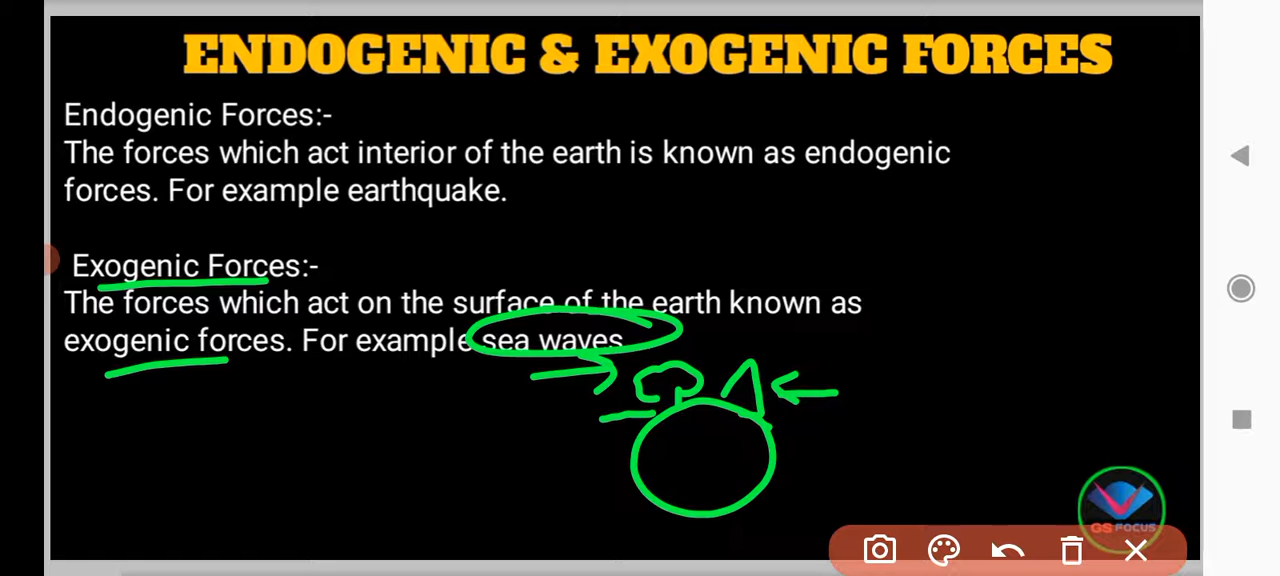 ENDOGENIC & EXOGENIC FORCES
Endogenic Forces:-
The forces which act interior of the earth is known as endogenic
forces. For example earthquake.
Exogenic Forces:-
The forces which act on the surface of the earth known as
exogenic forces. For example sea waves.
GS FOCUS